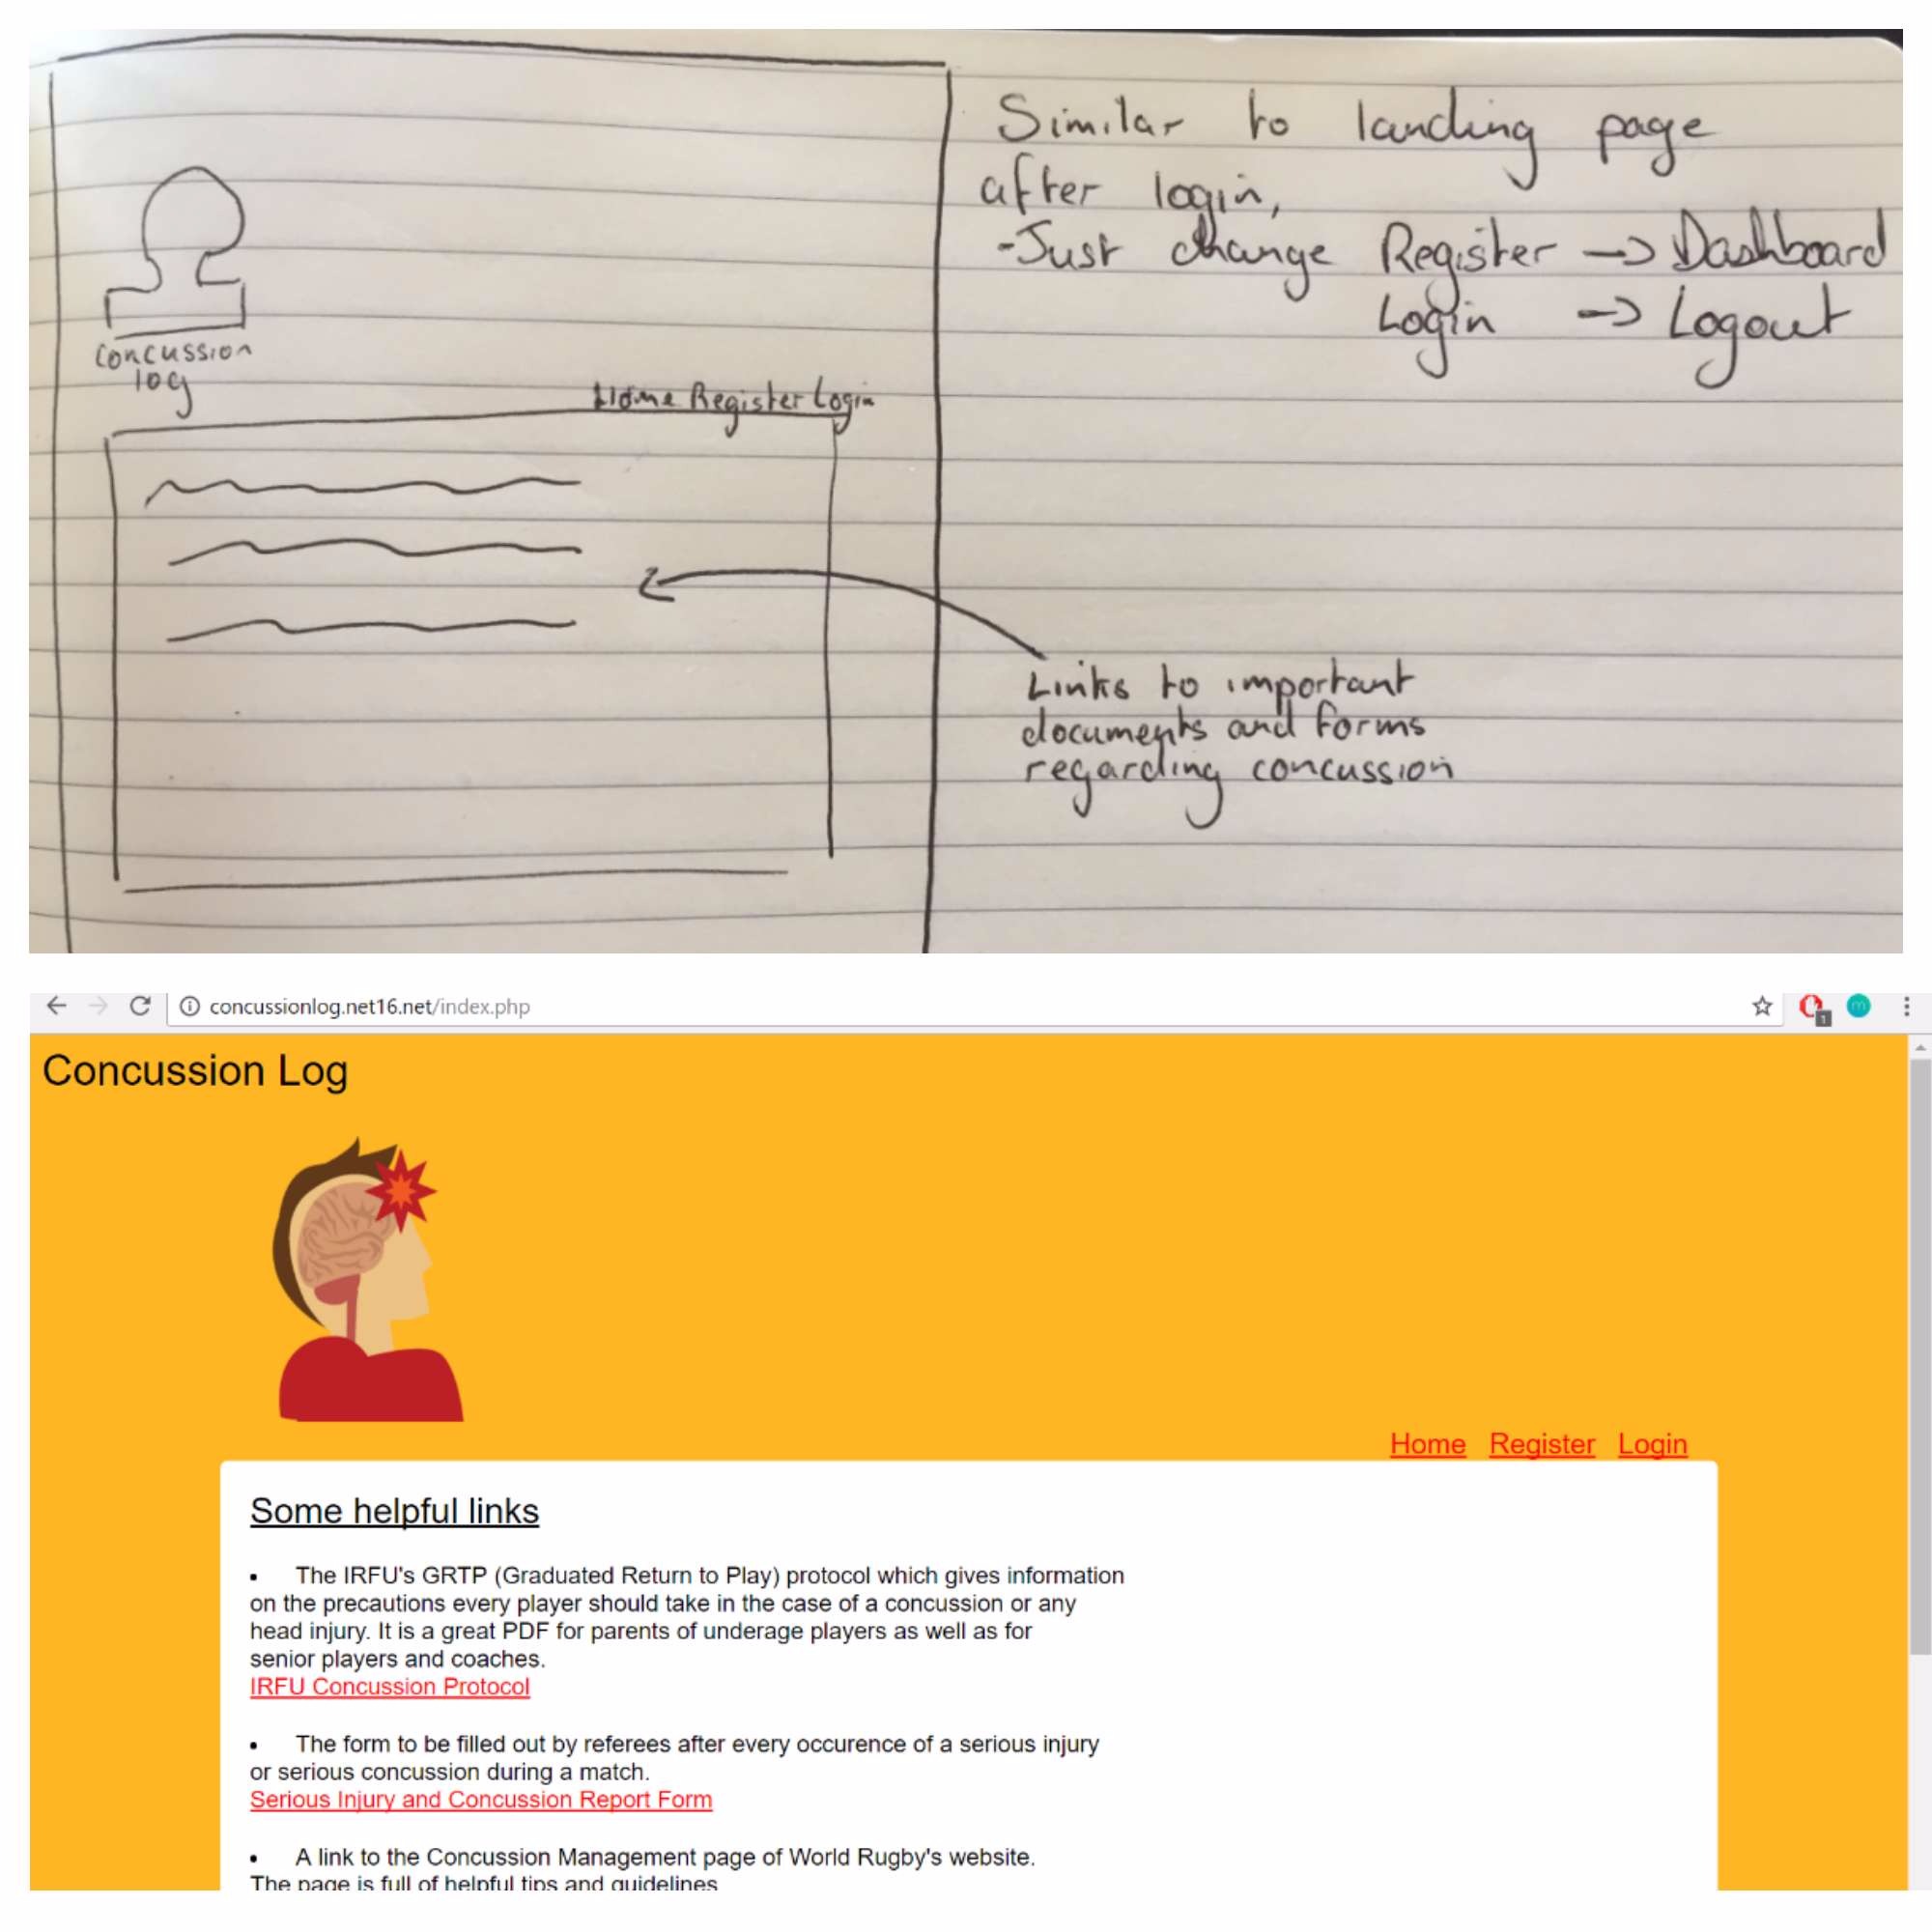 Similar to landing page
after login,
-Just change Register -> Dashboard
Login -> Logout
Concussion
log
Home Register Login
Links to important
documents and forms
regarding concussion
concussionlog.net16.net/index.php
1
m
Concussion Log
Home Register Login
Some helpful links
• The IRFU's GRTP (Graduated Return to Play) protocol which gives information
on the precautions every player should take in the case of a concussion or any
head injury. It is a great PDF for parents of underage players as well as for
senior players and coaches.
IRFU Concussion Protocol
• The form to be filled out by referees after every occurence of a serious injury
or serious concussion during a match.
Serious Injury and Concussion Report Form
• A link to the Concussion Management page of World Rugby's website.
The page is full of helpful tips and guidelines